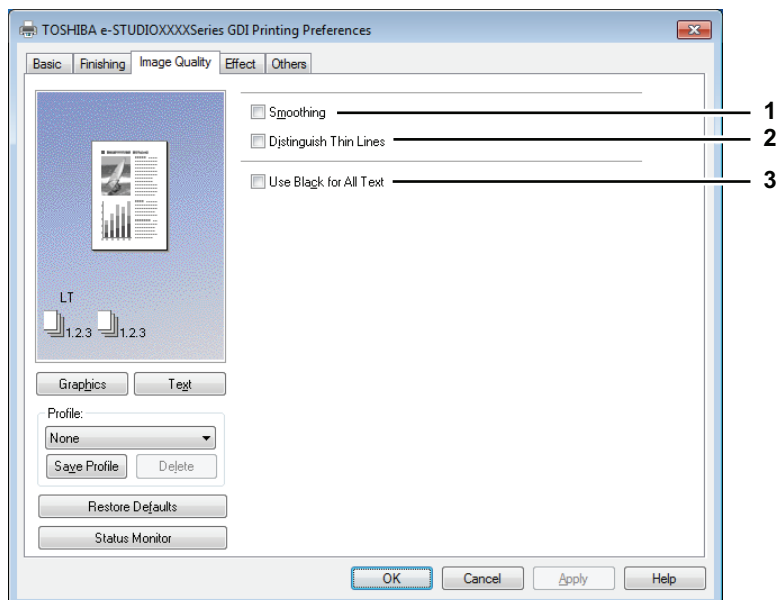 TOSHIBA e-STUDIOXXXXSeries GDI Printing Preferences
Basic Finishing Image Quality Effect Others
Smoothing 1
Distinguish Thin Lines 2
Use Black for All Text 3
LT
1.2.3 1.2.3
Graphics Text
Profile:
None
Save Profile Delete
Restore Defaults
Status Monitor
OK Cancel Apply Help